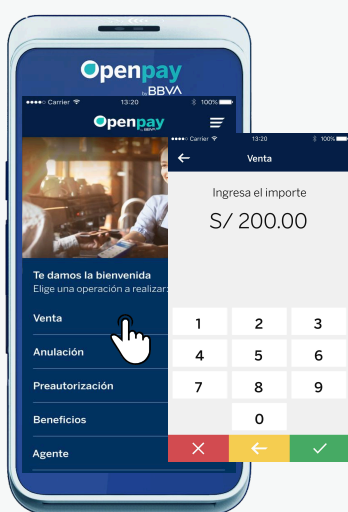 Openpay
by BBVA
Carrier 13:20 100%
Openpay
by BBVA
Te damos la bienvenida
Elige una operación a realizar:
Venta
Anulación
Preautorización
Beneficios
Agente
Carrier 13:20 100%
Venta
Ingresa el importe
S/ 200.00
1 2 3
4 5 6
7 8 9
0